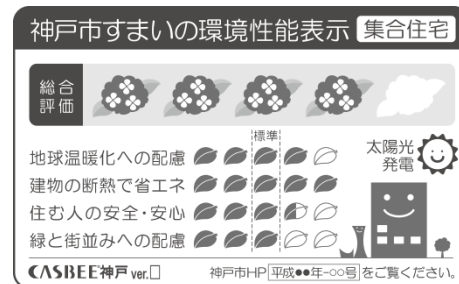 神戸市すまいの環境性能表示 集合住宅
総合
評価
標準
地球温暖化への配慮
建物の断熱で省エネ
住む人の安全・安心
緑と街並みへの配慮
太陽光
発電
CASBEE神戸 ver.□ 神戸市HP 平成●●年-○○号 をご覧ください。